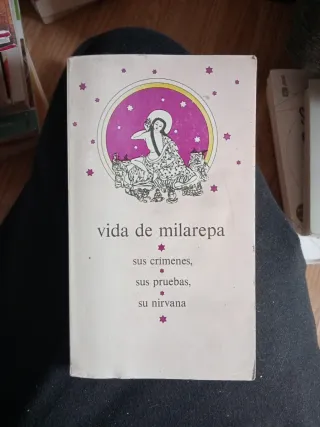 vida de milarepa
sus crímenes,
sus pruebas,
su nirvana